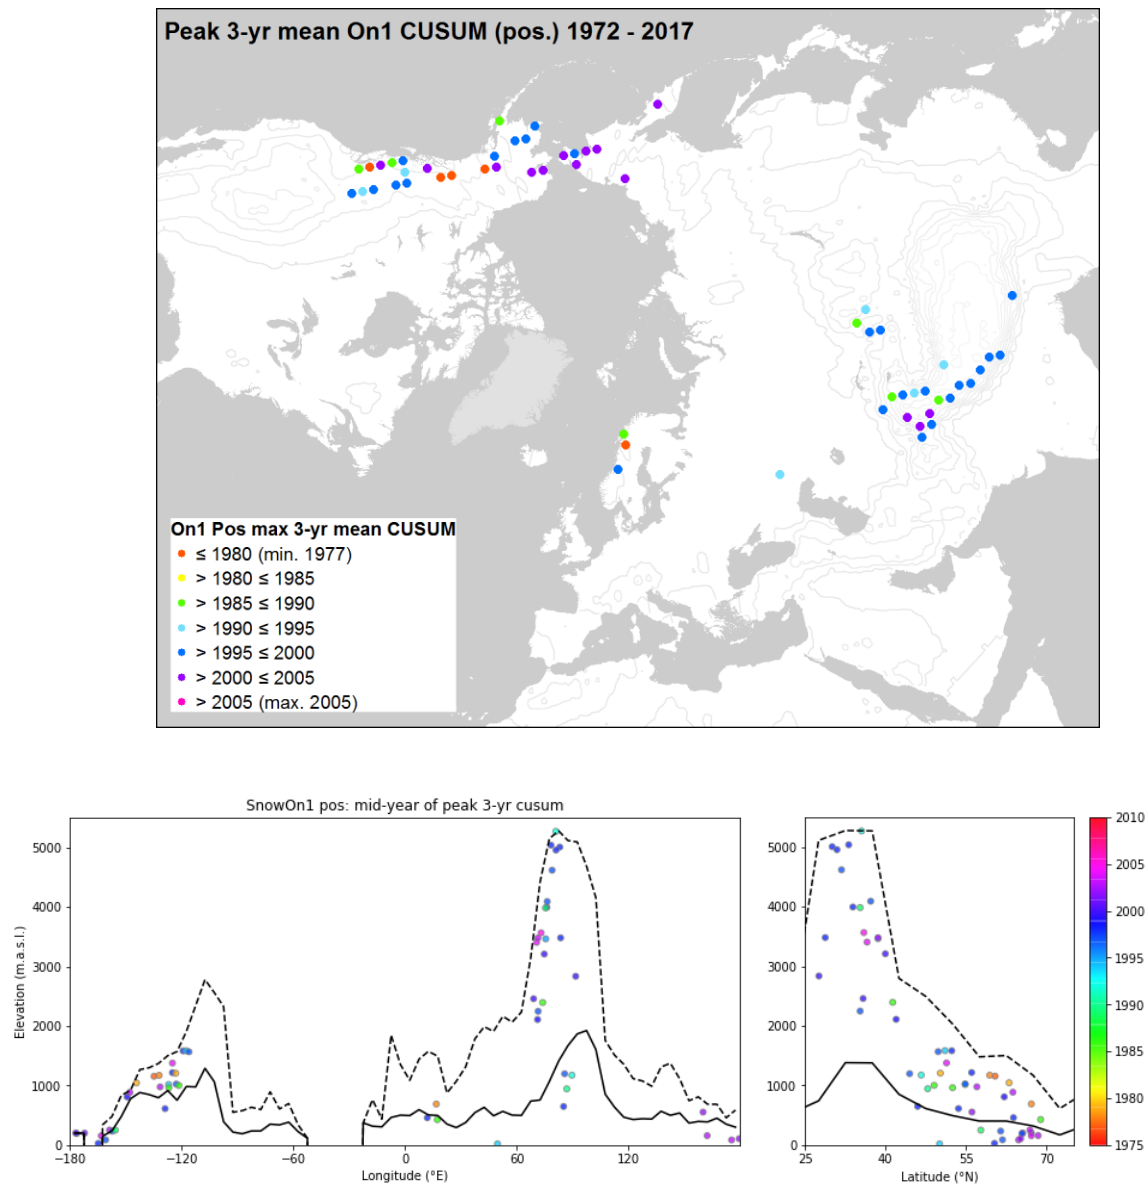 Peak 3-yr mean On1 CUSUM (pos.) 1972 - 2017
On1 Pos max 3-yr mean CUSUM
≤ 1980 (min. 1977)
> 1980 ≤ 1985
> 1985 ≤ 1990
> 1990 ≤ 1995
> 1995 ≤ 2000
> 2000 ≤ 2005
> 2005 (max. 2005)
SnowOn1 pos: mid-year of peak 3-yr cusum
Elevation (m.a.s.l.)
5000
4000
3000
2000
1000
0
-180
-120
-60
0
60
120
Longitude (°E)
5000
4000
3000
2000
1000
0
25
40
55
70
Latitude (°N)
2010
2005
2000
1995
1990
1985
1980
1975